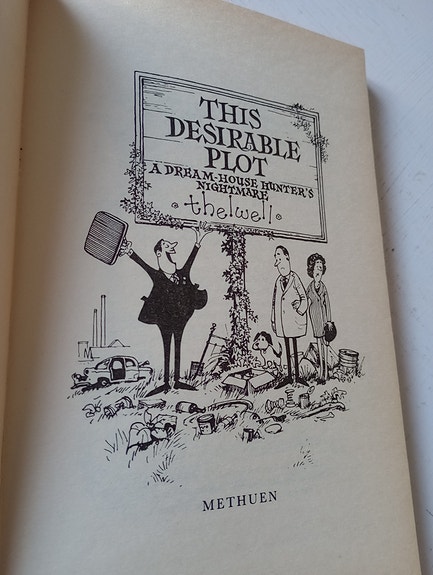 THIS
DESIRABLE
PLOT
A DREAM-HOUSE HUNTER'S
NIGHTMARE
thelwell
METHUEN